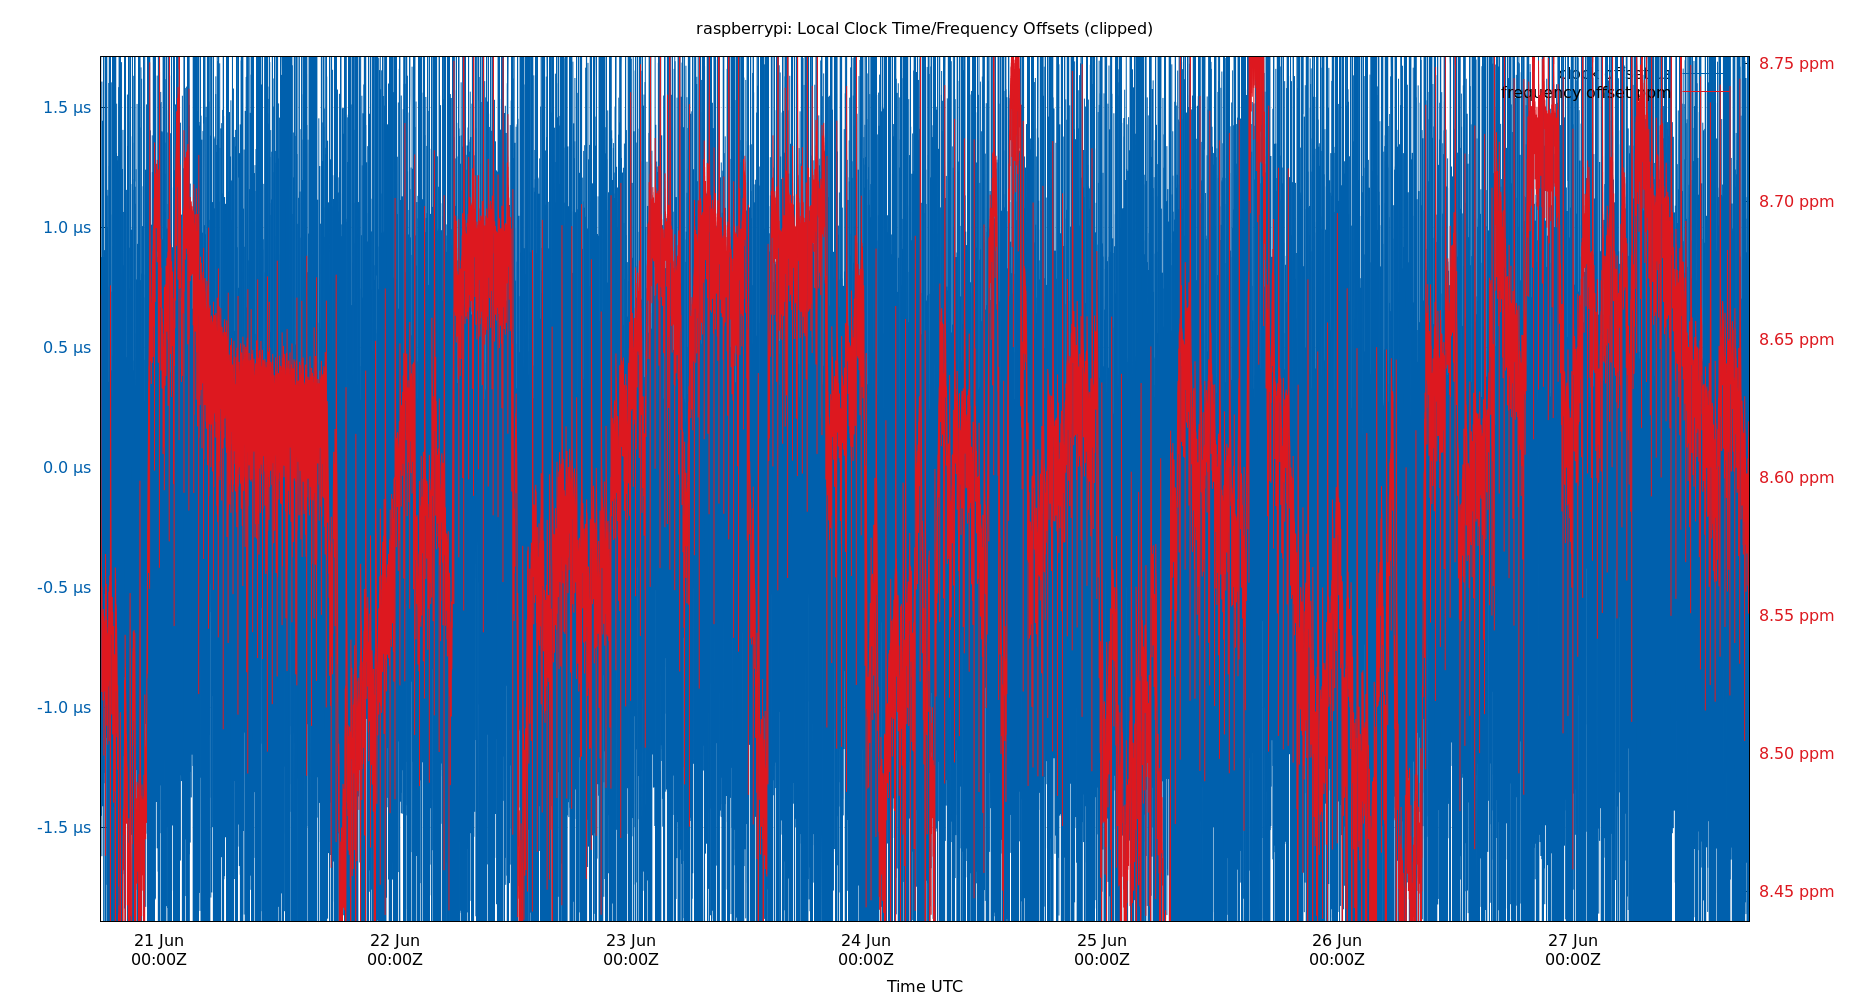 raspberrypi: Local Clock Time/Frequency Offsets (clipped)
clock offset µs
frequency offset ppm
1.5 µs
1.0 µs
0.5 µs
0.0 µs
-0.5 µs
-1.0 µs
-1.5 µs
8.75 ppm
8.70 ppm
8.65 ppm
8.60 ppm
8.55 ppm
8.50 ppm
8.45 ppm
21 Jun
00:00Z
22 Jun
00:00Z
23 Jun
00:00Z
24 Jun
00:00Z
25 Jun
00:00Z
26 Jun
00:00Z
27 Jun
00:00Z
Time UTC